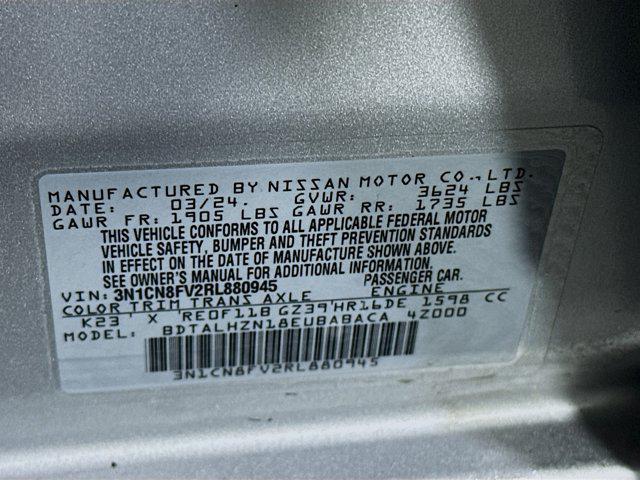 MANUFACTURED BY NISSAN MOTOR CO.,LTD.
DATE: 03/24. GVWR: 3624 LBS
GAWR FR: 1905 LBS GAWR RR: 1735 LBS
THIS VEHICLE CONFORMS TO ALL APPLICABLE FEDERAL MOTOR
VEHICLE SAFETY, BUMPER AND THEFT PREVENTION STANDARDS
IN EFFECT ON THE DATE OF MANUFACTURE SHOWN ABOVE.
SEE OWNER'S MANUAL FOR ADDITIONAL INFORMATION.
VIN: 3N1CN8FV2RL880945 PASSENGER CAR.
COLOR TRIM TRANS AXLE ENGINE
K23 X RE0F11B GZ39 HR16DE 1598 CC
BDTALHZN18EU8ABACA 4Z000
3N1CN8FV2RL880945